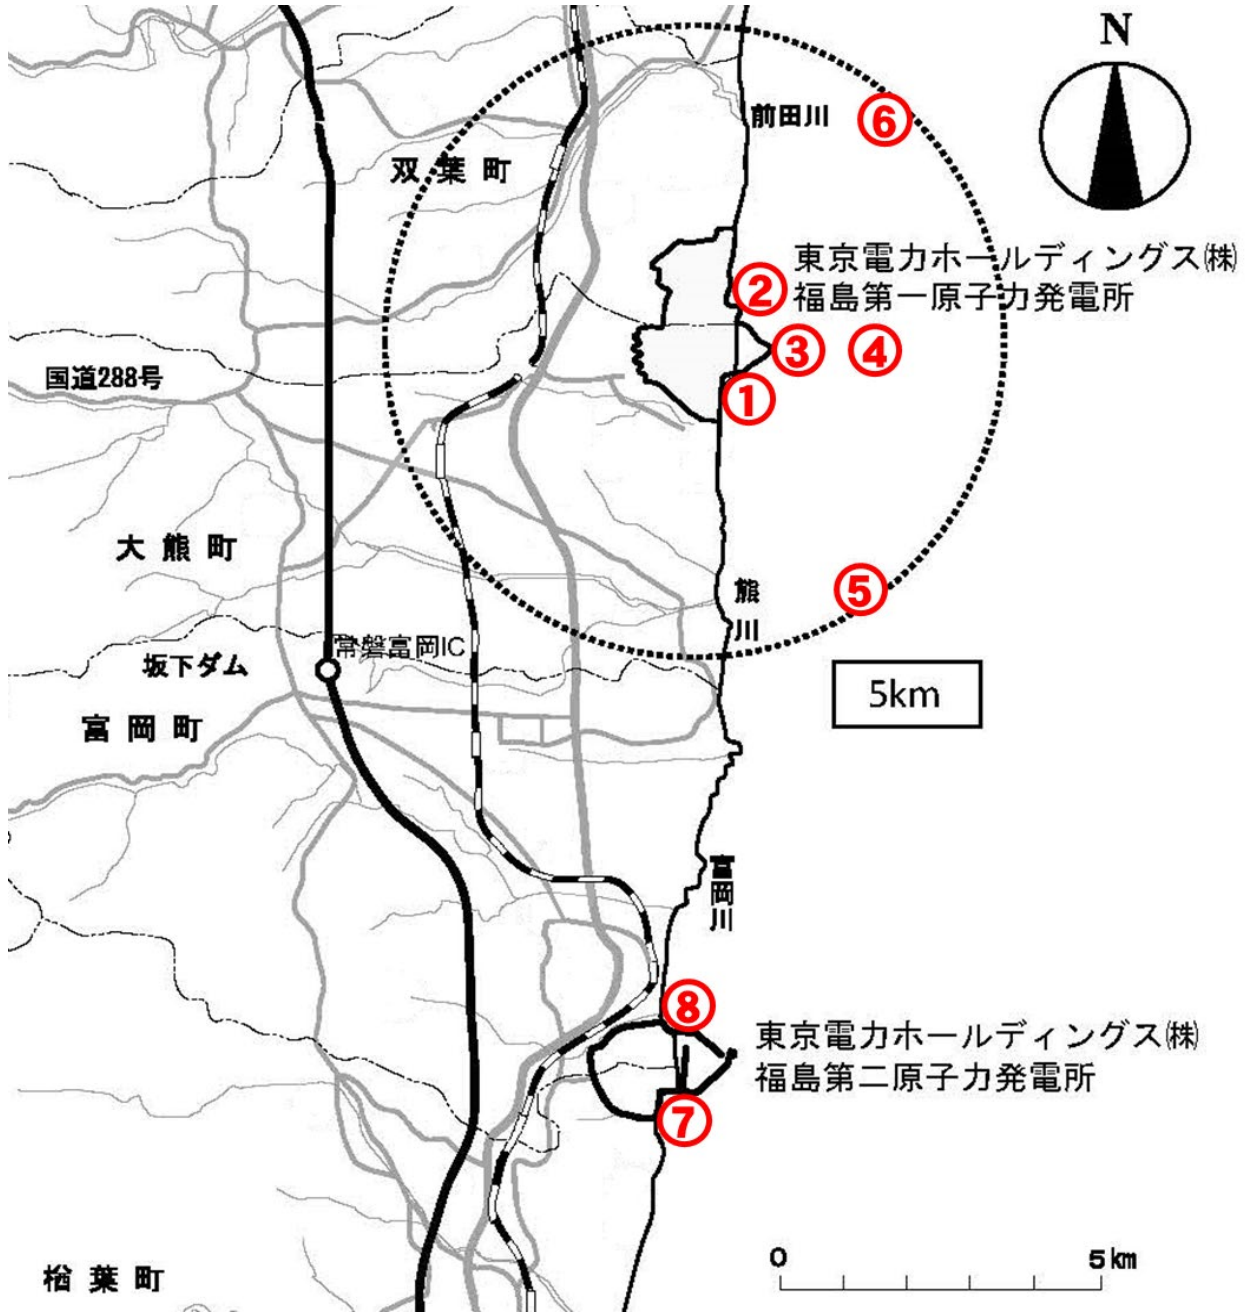 N
前田川
⑥
双葉町
東京電力ホールディングス㈱
福島第一原子力発電所
②
③
④
①
国道288号
大熊町
熊川
⑤
常磐富岡IC
坂下ダム
5km
富岡町
富岡川
⑧
東京電力ホールディングス㈱
福島第二原子力発電所
⑦
0
5km
楢葉町